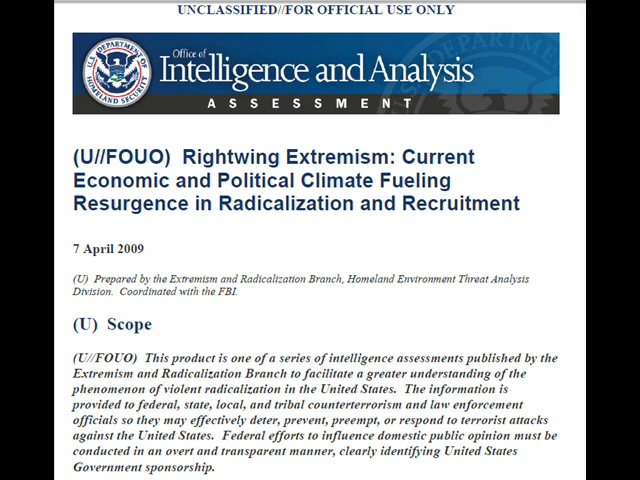 UNCLASSIFIED//FOR OFFICIAL USE ONLY
U.S. DEPARTMENT OF HOMELAND SECURITY
Office of
Intelligence and Analysis
ASSESSMENT
(U//FOUO) Rightwing Extremism: Current
Economic and Political Climate Fueling
Resurgence in Radicalization and Recruitment
7 April 2009
(U) Prepared by the Extremism and Radicalization Branch, Homeland Environment Threat Analysis
Division. Coordinated with the FBI.
(U) Scope
(U//FOUO) This product is one of a series of intelligence assessments published by the
Extremism and Radicalization Branch to facilitate a greater understanding of the
phenomenon of violent radicalization in the United States. The information is
provided to federal, state, local, and tribal counterterrorism and law enforcement
officials so they may effectively deter, prevent, preempt, or respond to terrorist attacks
against the United States. Federal efforts to influence domestic public opinion must be
conducted in an overt and transparent manner, clearly identifying United States
Government sponsorship.